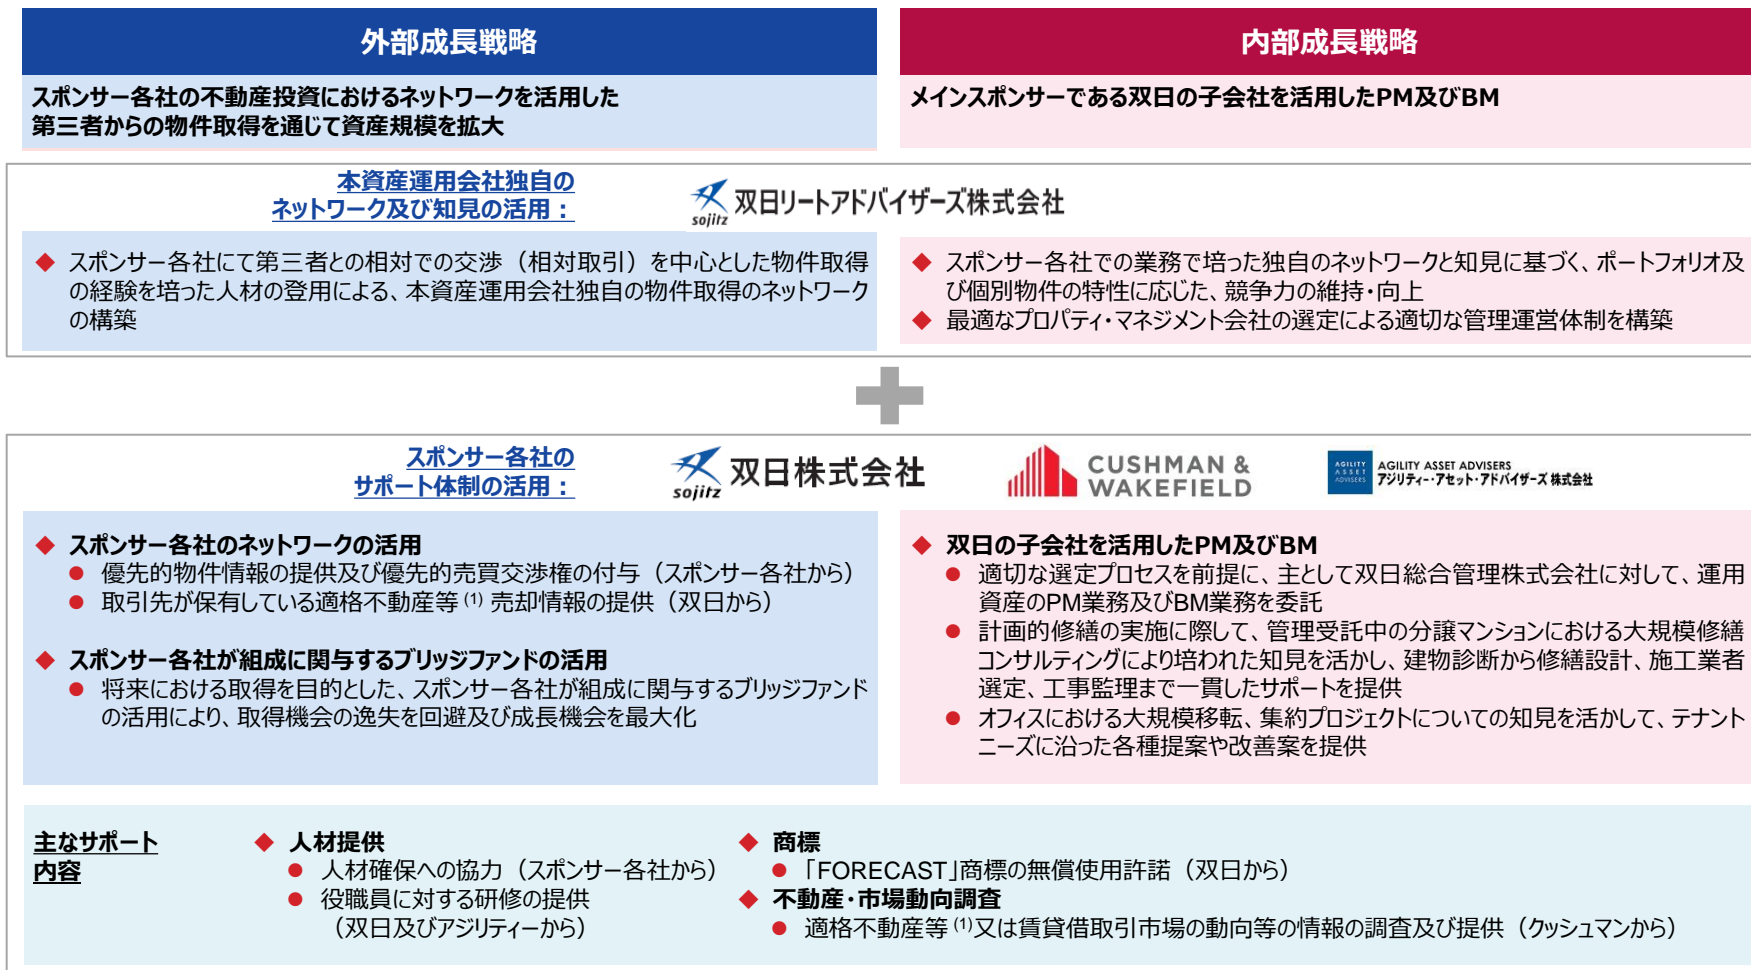 外部成長戦略
スポンサー各社の不動産投資におけるネットワークを活用した
第三者からの物件取得を通じて資産規模を拡大
内部成長戦略
メインスポンサーである双日の子会社を活用したPM及びBM
本資産運用会社独自の
ネットワーク及び知見の活用：
sojitz 双日リートアドバイザーズ株式会社
◆ スポンサー各社にて第三者との相対での交渉（相対取引）を中心とした物件取得
の経験を培った人材の登用による、本資産運用会社独自の物件取得のネットワーク
の構築
◆ スポンサー各社での業務で培った独自のネットワークと知見に基づく、ポートフォリオ及
び個別物件の特性に応じた、競争力の維持・向上
◆ 最適なプロパティ・マネジメント会社の選定による適切な管理運営体制を構築
スポンサー各社の
サポート体制の活用：
sojitz 双日株式会社
CUSHMAN &
WAKEFIELD
AGILITY
ASSET
ADVISERS
AGILITY ASSET ADVISERS
アジリティー・アセット・アドバイザーズ 株式会社
◆ スポンサー各社のネットワークの活用
● 優先的物件情報の提供及び優先的売買交渉権の付与（スポンサー各社から）
● 取引先が保有している適格不動産等 (1) 売却情報の提供（双日から）
◆ スポンサー各社が組成に関与するブリッジファンドの活用
● 将来における取得を目的とした、スポンサー各社が組成に関与するブリッジファンド
の活用により、取得機会の逸失を回避及び成長機会を最大化
◆ 双日の子会社を活用したPM及びBM
● 適切な選定プロセスを前提に、主として双日総合管理株式会社に対して、運用
資産のPM業務及びBM業務を委託
● 計画的修繕の実施に際して、管理受託中の分譲マンションにおける大規模修繕
コンサルティングにより培われた知見を活かし、建物診断から修繕設計、施工業者
選定、工事監理まで一貫したサポートを提供
● オフィスにおける大規模移転、集約プロジェクトについての知見を活かして、テナント
ニーズに沿った各種提案や改善案を提供
主なサポート
内容
◆ 人材提供
● 人材確保への協力（スポンサー各社から）
● 役職員に対する研修の提供
（双日及びアジリティーから）
◆ 商標
● 「FORECAST」商標の無償使用許諾（双日から）
◆ 不動産・市場動向調査
● 適格不動産等 (1)又は賃貸借取引市場の動向等の情報の調査及び提供（クッシュマンから）